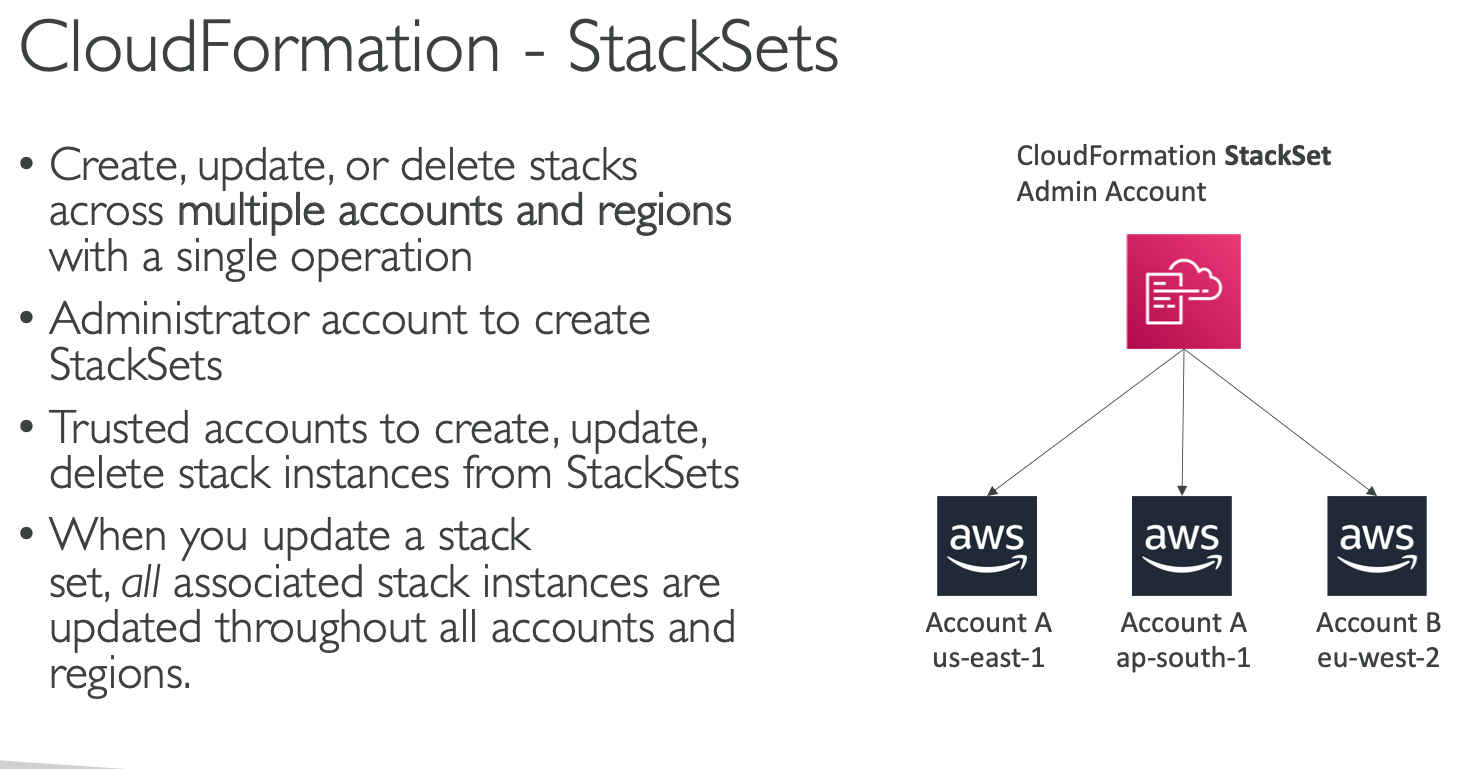 CloudFormation - StackSets
• Create, update, or delete stacks
across multiple accounts and regions
with a single operation
• Administrator account to create
StackSets
• Trusted accounts to create, update,
delete stack instances from StackSets
• When you update a stack
set, all associated stack instances are
updated throughout all accounts and
regions.
CloudFormation StackSet
Admin Account
aws
aws
aws
Account A
us-east-1
Account A
ap-south-1
Account B
eu-west-2